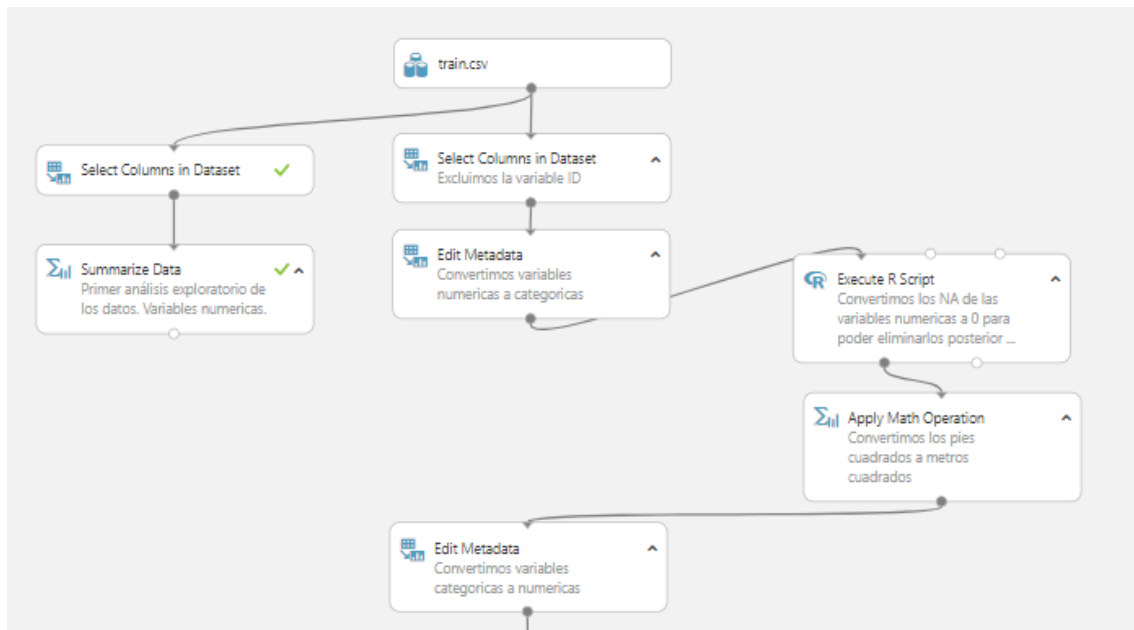 train.csv
Select Columns in Dataset
Select Columns in Dataset
Excluimos la variable ID
Summarize Data
Primer análisis exploratorio de
los datos. Variables numericas.
Edit Metadata
Convertimos variables
numericas a categoricas
Execute R Script
Convertimos los NA de las
variables numericas a 0 para
poder eliminarlos posterior ...
Apply Math Operation
Convertimos los pies
cuadrados a metros
cuadrados
Edit Metadata
Convertimos variables
categoricas a numericas